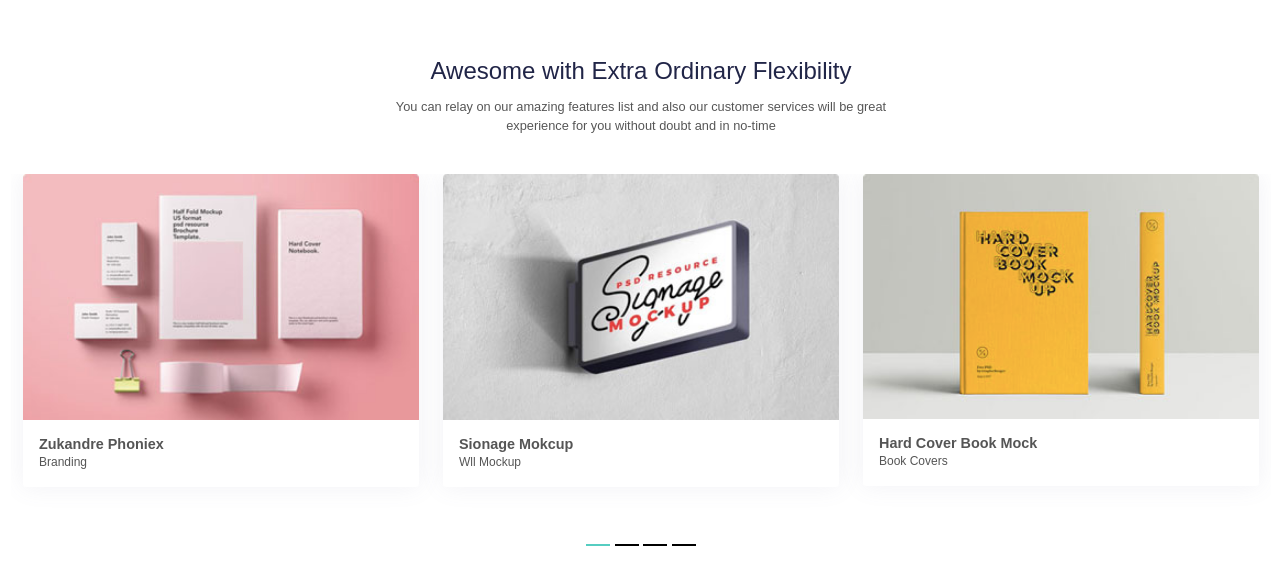 Awesome with Extra Ordinary Flexibility
You can relay on our amazing features list and also our customer services will be great
experience for you without doubt and in no-time
Half Fold Mockup
US format
psd resource
Brochure
Template.
Hard Cover
Notebook.
PSD RESOURCE
Signage
MOCKUP
HARD
COVER
BOOK
MOCK
UP
HARDCOVER
BOOK MOCKUP
Zukandre Phoniex
Branding
Sionage Mokcup
Wll Mockup
Hard Cover Book Mock
Book Covers